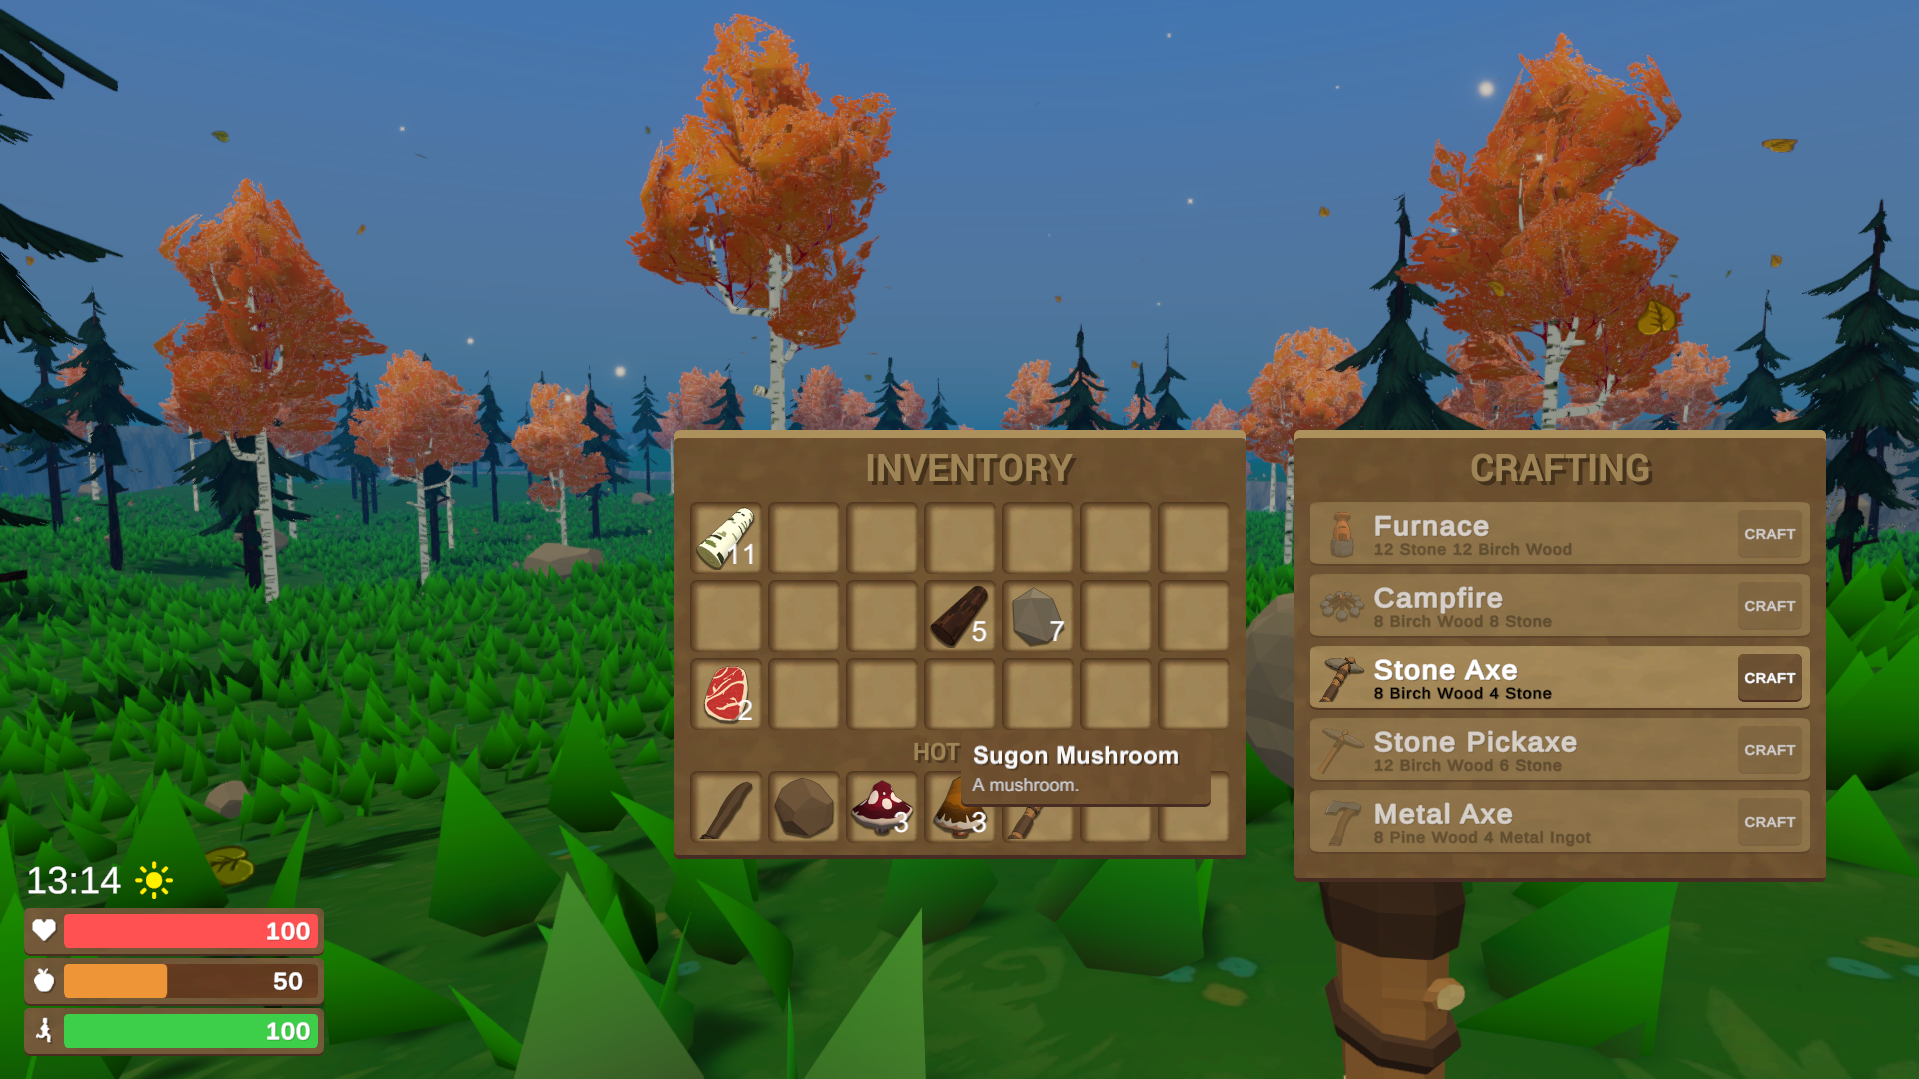 INVENTORY
11
5
7
2
HOT
Sugon Mushroom
A mushroom.
3
3
CRAFTING
Furnace
CRAFT
12 Stone 12 Birch Wood
Campfire
CRAFT
8 Birch Wood 8 Stone
Stone Axe
CRAFT
8 Birch Wood 4 Stone
Stone Pickaxe
CRAFT
12 Birch Wood 6 Stone
Metal Axe
CRAFT
8 Pine Wood 4 Metal Ingot
13:14
100
50
100